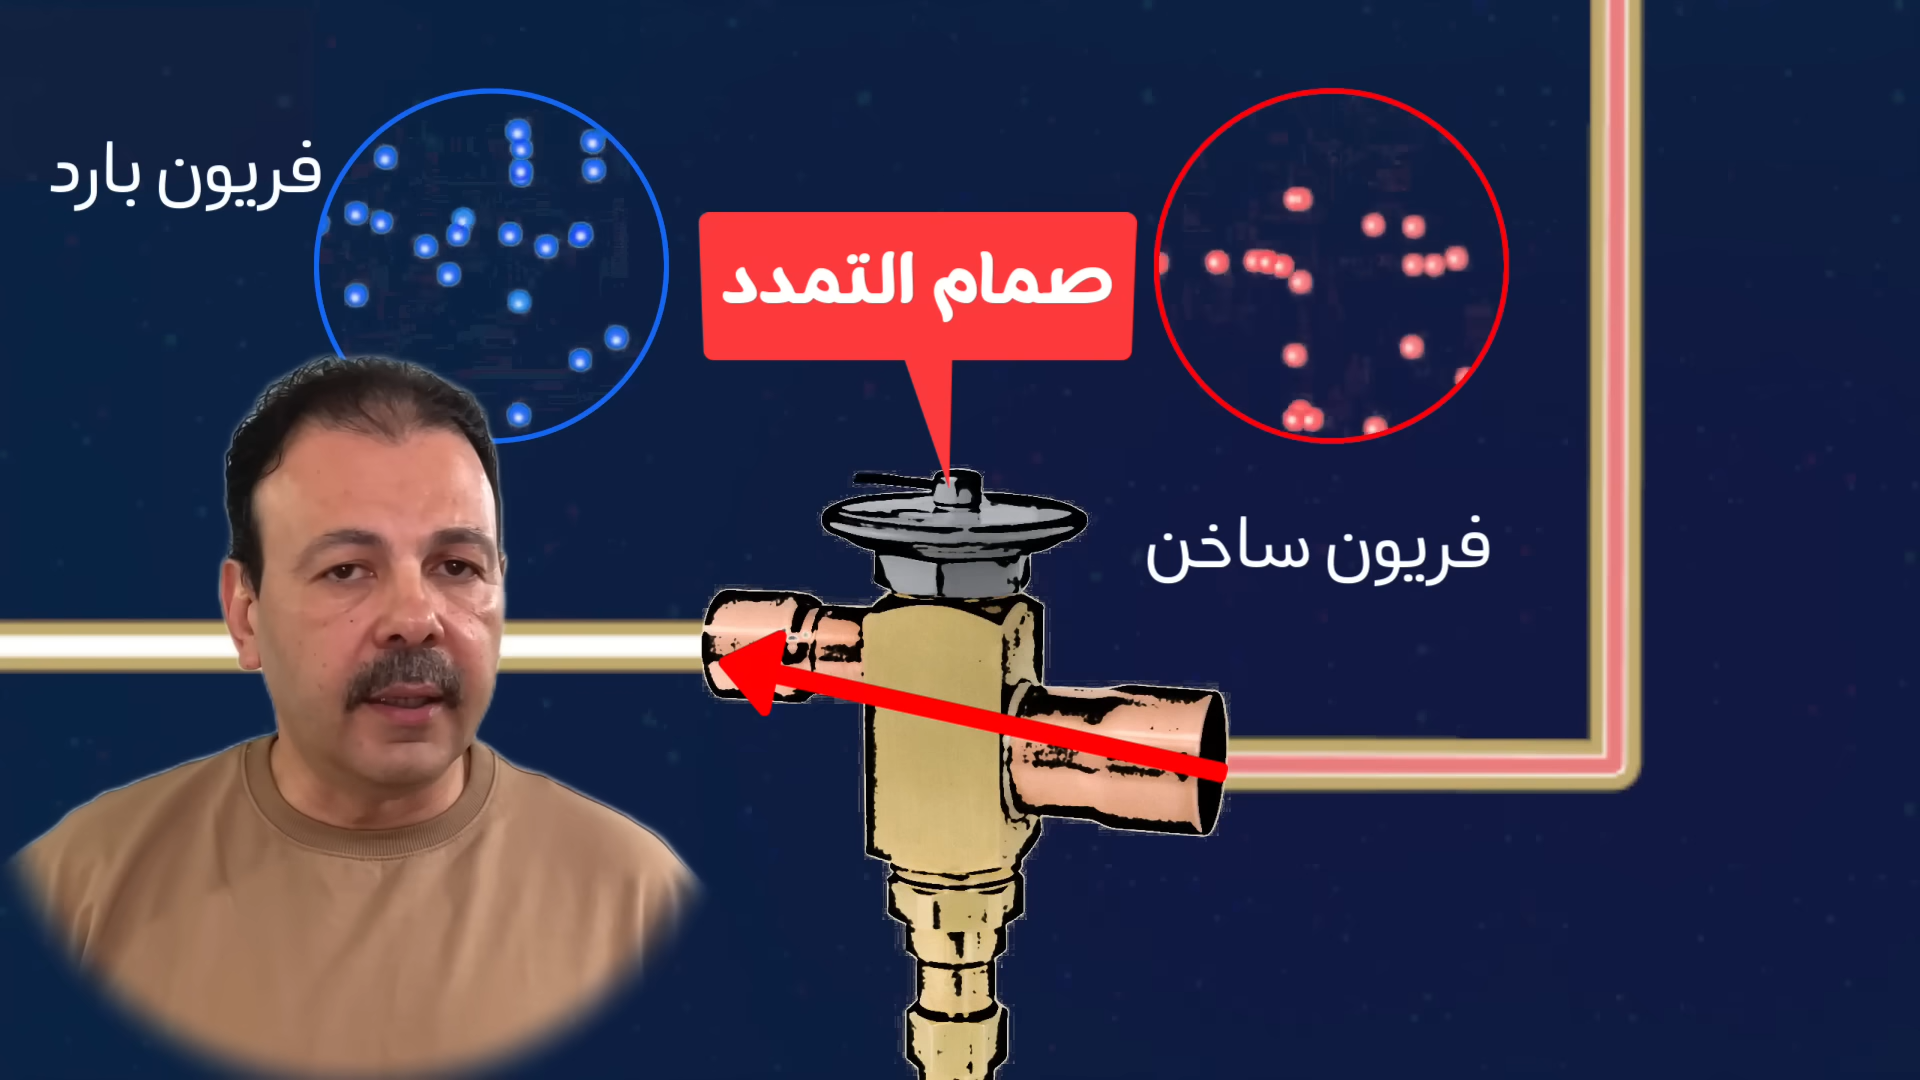 فريون بارد
صمام التمدد
فريون ساخن